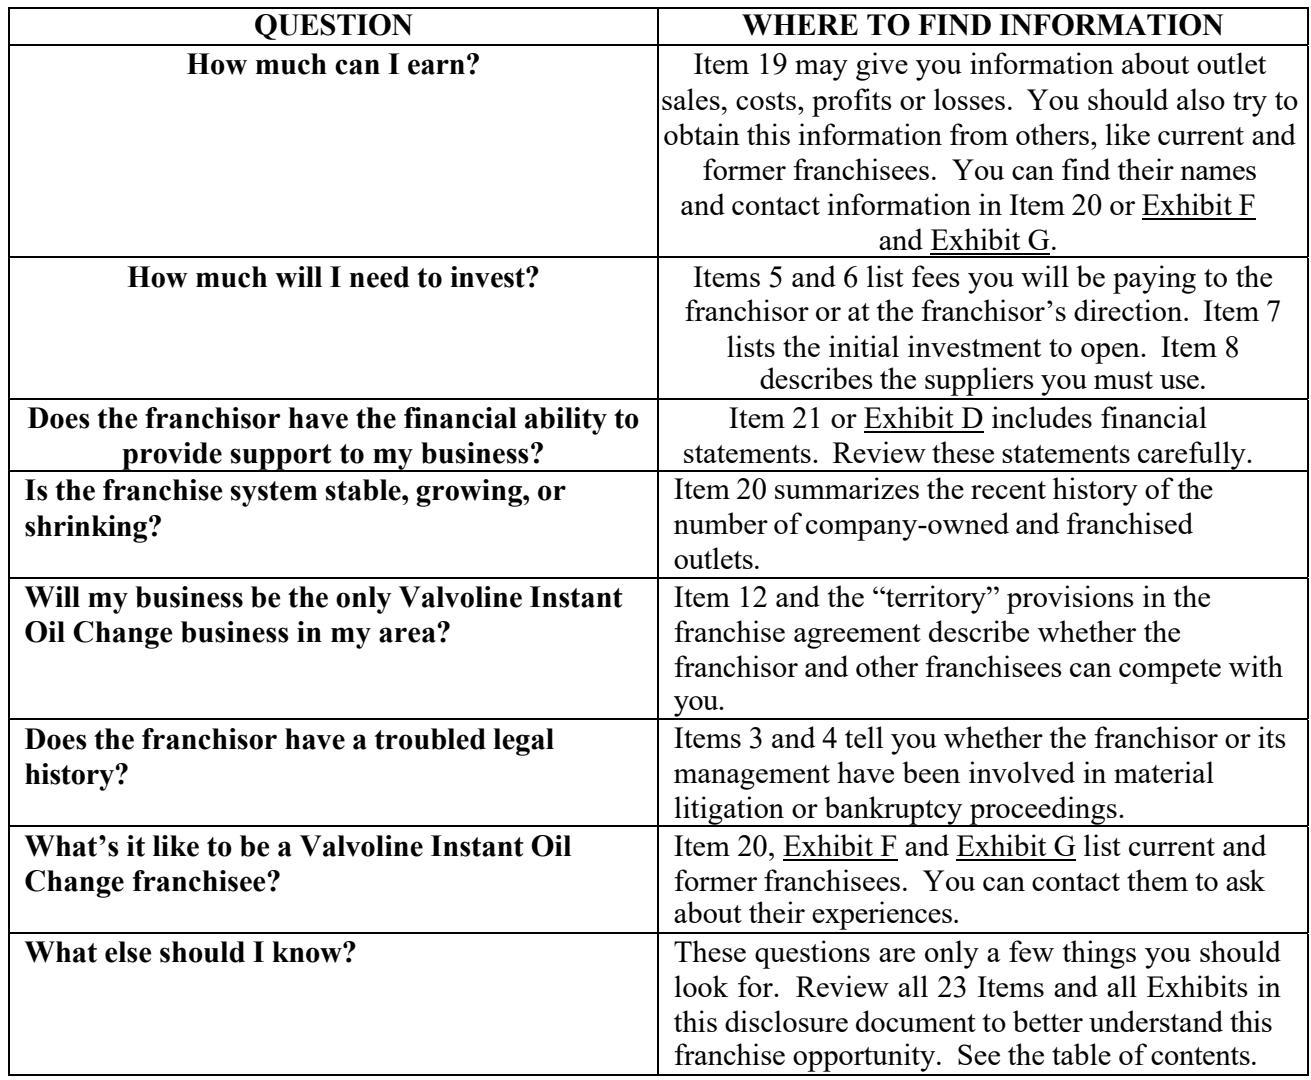 QUESTION
WHERE TO FIND INFORMATION
How much can I earn?
Item 19 may give you information about outlet
sales, costs, profits or losses.  You should also try to
obtain this information from others, like current and
former franchisees.  You can find their names
and contact information in Item 20 or Exhibit F
and Exhibit G.
How much will I need to invest?
Items 5 and 6 list fees you will be paying to the
franchisor or at the franchisor’s direction.  Item 7
lists the initial investment to open.  Item 8
describes the suppliers you must use.
Does the franchisor have the financial ability to
provide support to my business?
Item 21 or Exhibit D includes financial
statements.  Review these statements carefully.
Is the franchise system stable, growing, or
shrinking?
Item 20 summarizes the recent history of the
number of company-owned and franchised
outlets.
Will my business be the only Valvoline Instant
Oil Change business in my area?
Item 12 and the “territory” provisions in the
franchise agreement describe whether the
franchisor and other franchisees can compete with
you.
Does the franchisor have a troubled legal
history?
Items 3 and 4 tell you whether the franchisor or its
management have been involved in material
litigation or bankruptcy proceedings.
What’s it like to be a Valvoline Instant Oil
Change franchisee?
Item 20, Exhibit F and Exhibit G list current and
former franchisees.  You can contact them to ask
about their experiences.
What else should I know?
These questions are only a few things you should
look for.  Review all 23 Items and all Exhibits in
this disclosure document to better understand this
franchise opportunity.  See the table of contents.